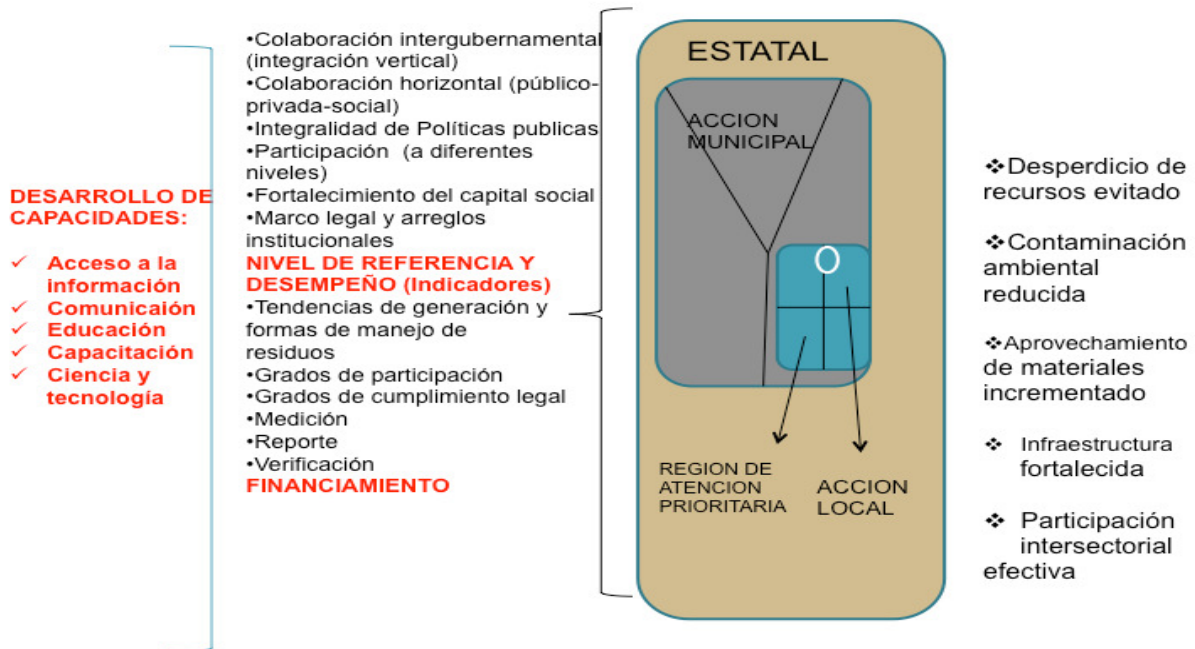 DESARROLLO DE
CAPACIDADES:
✓ Acceso a la
información
✓ Comunicaión
✓ Educación
✓ Capacitación
✓ Ciencia y
tecnología
•Colaboración intergubernamental
(integración vertical)
•Colaboración horizontal (público-
privada-social)
•Integralidad de Políticas publicas
•Participación (a diferentes
niveles)
•Fortalecimiento del capital social
•Marco legal y arreglos
institucionales
NIVEL DE REFERENCIA Y
DESEMPEÑO (Indicadores)
•Tendencias de generación y
formas de manejo de
residuos
•Grados de participación
•Grados de cumplimiento legal
•Medición
•Reporte
•Verificación
FINANCIAMIENTO
ESTATAL
ACCION
MUNICIPAL
REGION DE
ATENCION
PRIORITARIA
ACCION
LOCAL
❖Desperdicio de
recursos evitado
❖Contaminación
ambiental
reducida
❖Aprovechamiento
de materiales
incrementado
❖ Infraestructura
fortalecida
❖ Participación
intersectorial
efectiva